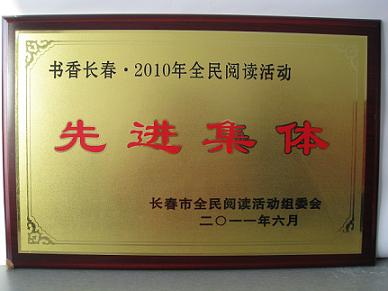 书香长春·2010年全民阅读活动
先进集体
长春市全民阅读活动组委会
二〇一一年六月